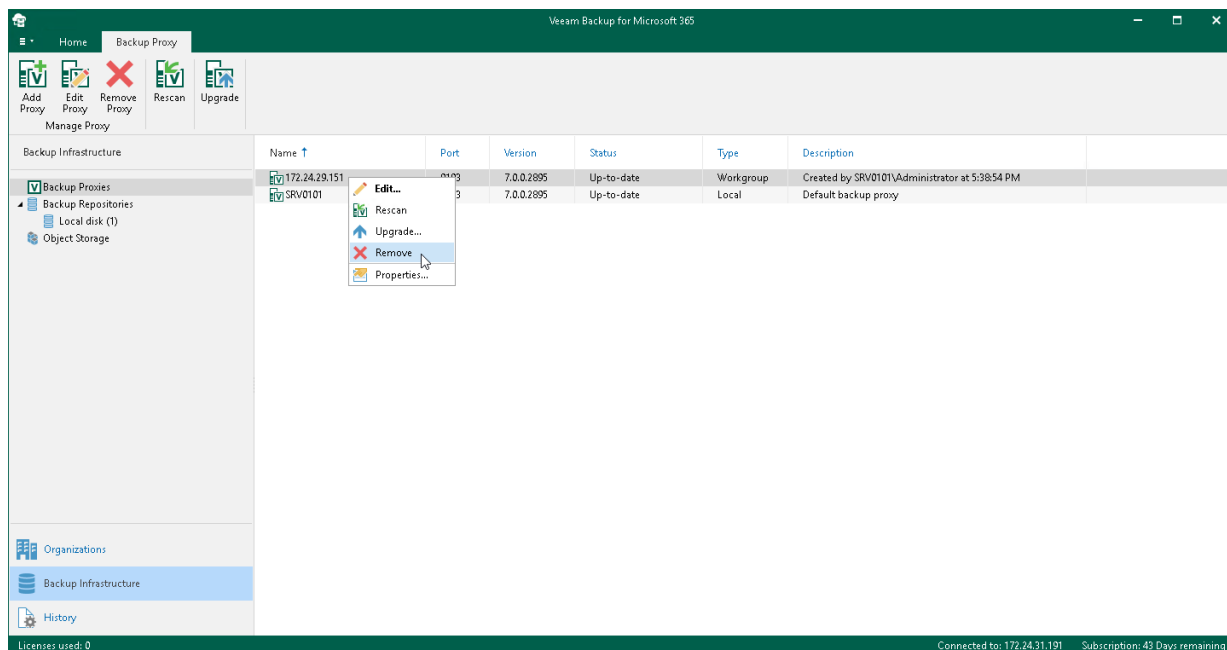 Veeam Backup for Microsoft 365
Home Backup Proxy
Add Proxy
Edit Proxy
Remove Proxy
Rescan
Upgrade
Manage Proxy
Backup Infrastructure
Backup Proxies
Backup Repositories
Local disk (1)
Object Storage
Name Port Version Status Type Description
172.24.29.151 7.0.0.2895 Up-to-date Workgroup Created by SRV0101\Administrator at 5:38:54 PM
SRV0101 3 7.0.0.2895 Up-to-date Local Default backup proxy
Edit...
Rescan
Upgrade...
Remove
Properties...
Organizations
Backup Infrastructure
History
Licenses used: 0 Connected to: 172.24.31.191 Subscription: 43 Days remaining